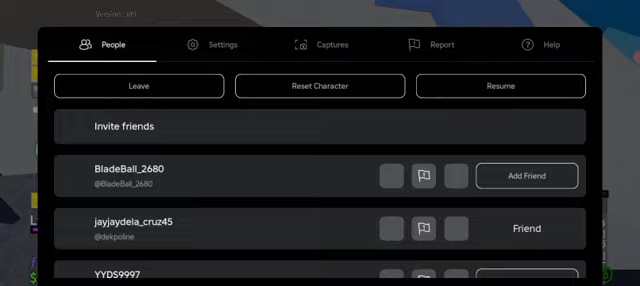 Version: 189
People
Settings
Captures
Report
Help
Leave
Reset Character
Resume
Invite friends
BladeBall_2680
@BladeBall_2680
Add Friend
jayjaydela_cruz45
@dekpoline
Friend
YYDS9997